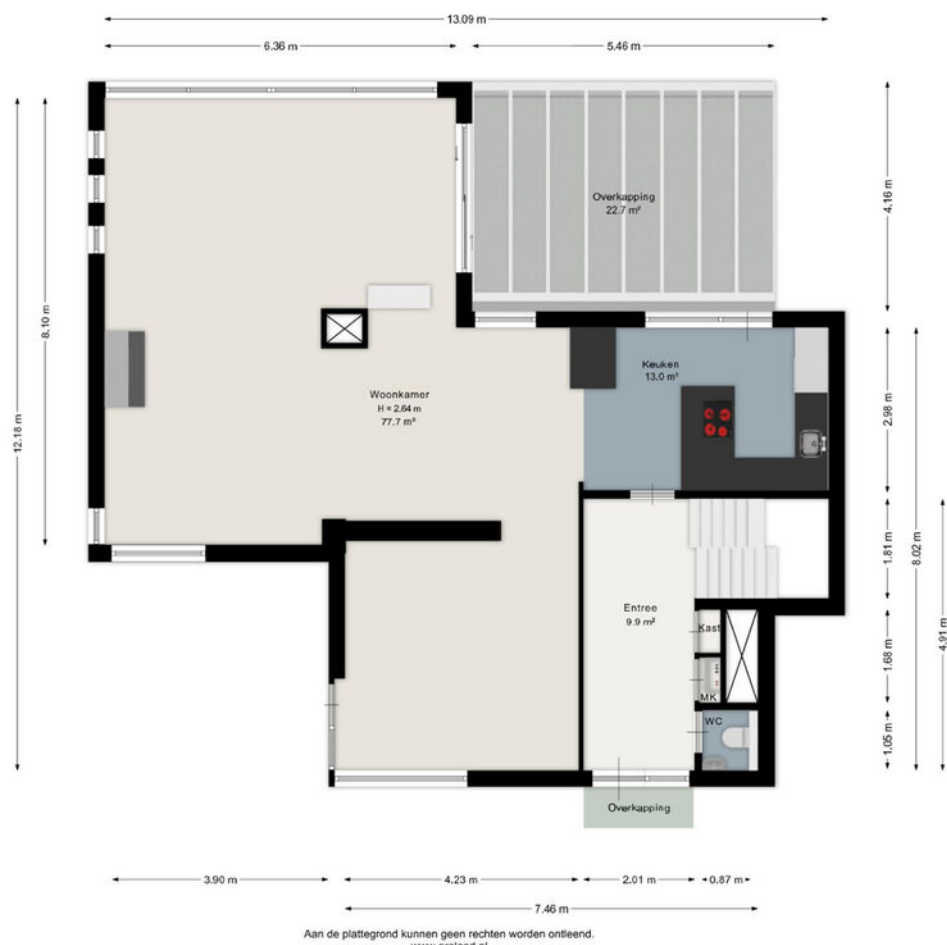 13.09 m
6.36 m
5.46 m
Overkapping
22.7 m²
4.16 m
8.10 m
12.18 m
Keuken
13.0 m²
Woonkamer
H = 2.64 m
77.7 m²
2.98 m
8.02 m
1.81 m
4.91 m
Entree
9.9 m²
Kast
1.68 m
MK
WC
1.05 m
Overkapping
3.90 m
4.23 m
2.01 m
0.87 m
7.46 m
Aan de plattegrond kunnen geen rechten worden ontleend.